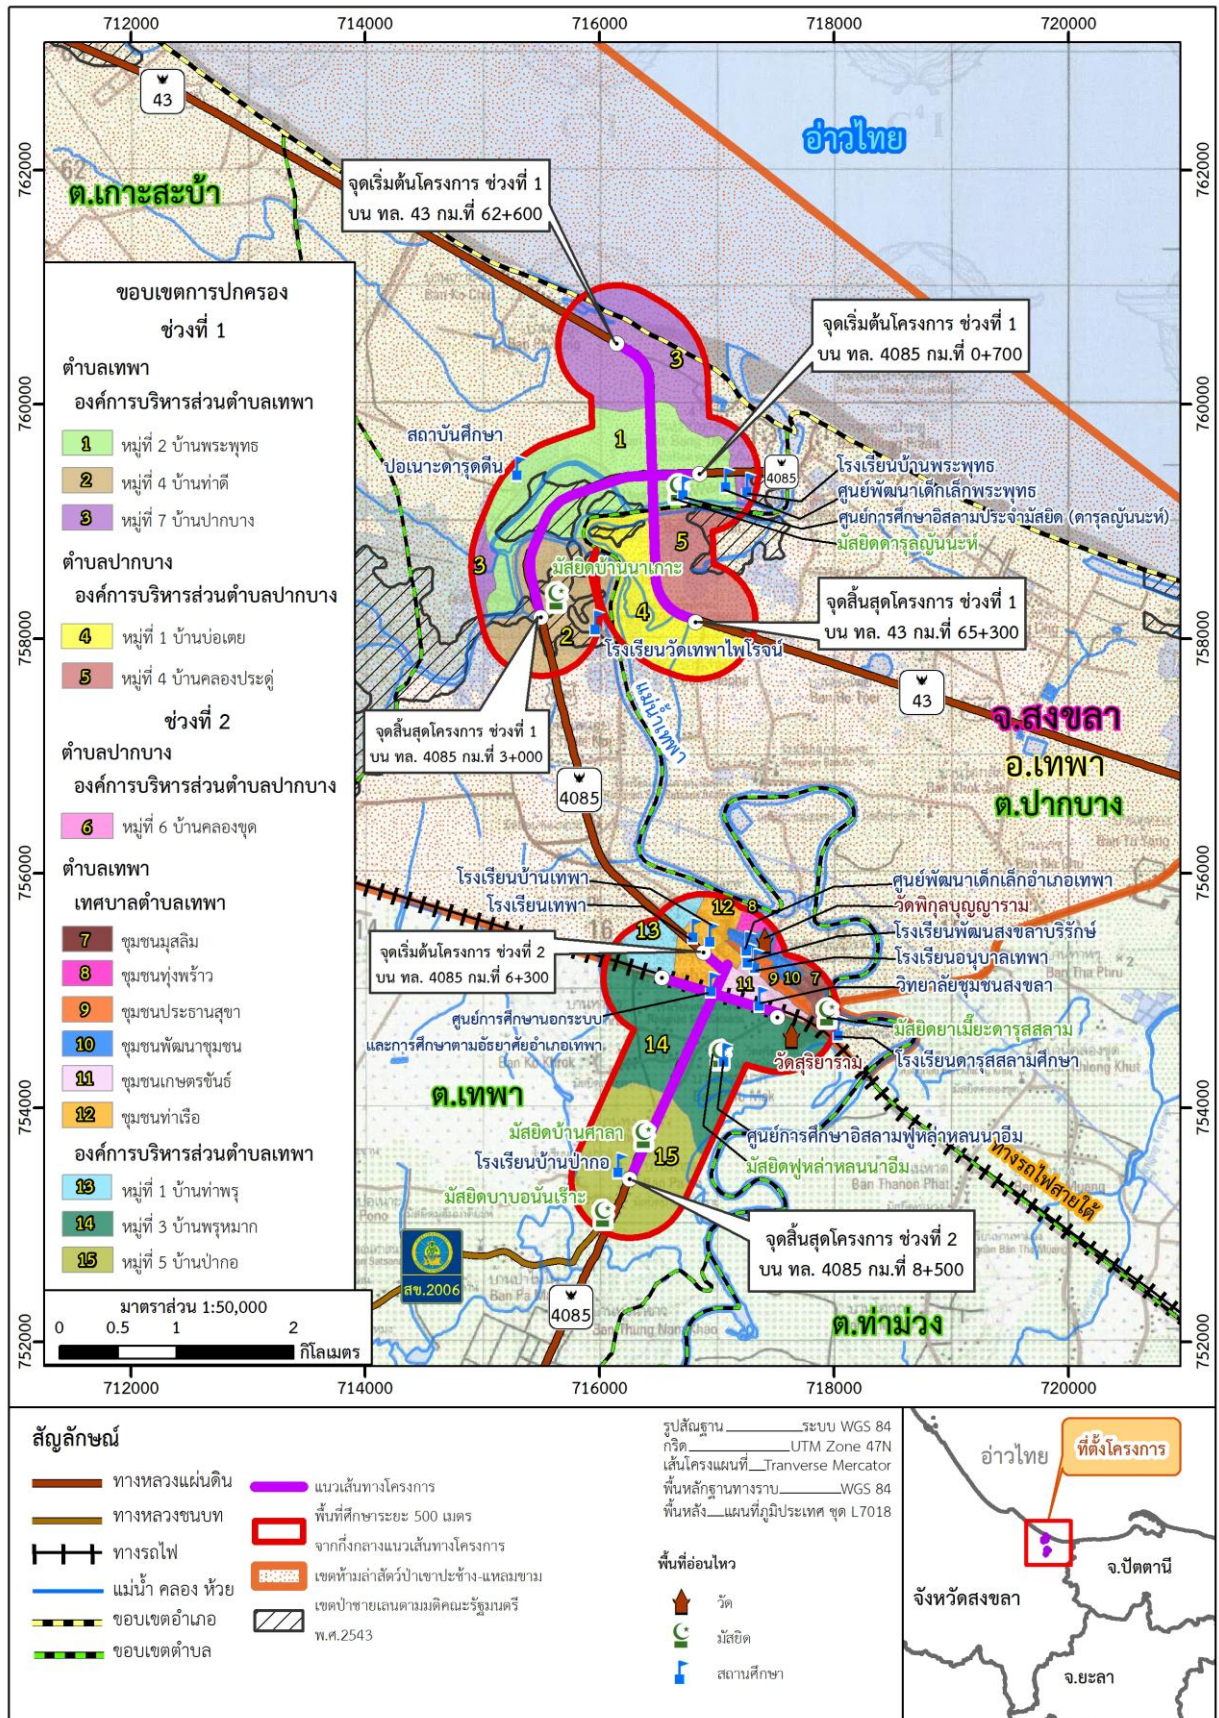 712000
714000
716000
718000
720000
762000
760000
758000
756000
754000
752000
762000
760000
758000
756000
754000
752000
43
อ่าวไทย
ต.เกาะสะบ้า
จุดเริ่มต้นโครงการ ช่วงที่ 1
บน ทล. 43 กม.ที่ 62+600
จุดเริ่มต้นโครงการ ช่วงที่ 1
บน ทล. 4085 กม.ที่ 0+700
ขอบเขตการปกครอง
ช่วงที่ 1
ตำบลเทพา
องค์การบริหารส่วนตำบลเทพา
1 หมู่ที่ 2 บ้านพระพุทธ
2 หมู่ที่ 4 บ้านท่าดี
3 หมู่ที่ 7 บ้านปากบาง
ตำบลปากบาง
องค์การบริหารส่วนตำบลปากบาง
4 หมู่ที่ 1 บ้านบ่อเตย
5 หมู่ที่ 4 บ้านคลองประดู่
ช่วงที่ 2
ตำบลปากบาง
องค์การบริหารส่วนตำบลปากบาง
6 หมู่ที่ 6 บ้านคลองขุด
ตำบลเทพา
เทศบาลตำบลเทพา
7 ชุมชนมุสลิม
8 ชุมชนทุ่งพร้าว
9 ชุมชนประธานสุขา
10 ชุมชนพัฒนาชุมชน
11 ชุมชนเกษตรขันธ์
12 ชุมชนท่าเรือ
องค์การบริหารส่วนตำบลเทพา
13 หมู่ที่ 1 บ้านท่าพรุ
14 หมู่ที่ 3 บ้านพรุหมาก
15 หมู่ที่ 5 บ้านป่ากอ
มาตราส่วน 1:50,000
0 0.5 1 2
กิโลเมตร
3
1
สถาบันศึกษา
ปอเนาะดารุดดีน
4085
โรงเรียนบ้านพระพุทธ
ศูนย์พัฒนาเด็กเล็กพระพุทธ
ศูนย์การศึกษาอิสลามประจำมัสยิด (ดารุลญันนะห์)
มัสยิดดารุลญันนะห์
5
3
มัสยิดบ้านนาเกาะ
4
2
โรงเรียนวัดเทพาไพโรจน์
จุดสิ้นสุดโครงการ ช่วงที่ 1
บน ทล. 43 กม.ที่ 65+300
43
แม่น้ำเทพา
จุดสิ้นสุดโครงการ ช่วงที่ 1
บน ทล. 4085 กม.ที่ 3+000
จ.สงขลา
อ.เทพา
ต.ปากบาง
4085
โรงเรียนบ้านเทพา
โรงเรียนเทพา
ศูนย์พัฒนาเด็กเล็กอำเภอเทพา
วัดพิกุลบุญญาราม
โรงเรียนพัฒนสงขลาบริรักษ์
โรงเรียนอนุบาลเทพา
วิทยาลัยชุมชนสงขลา
12
8
13
11
9
10
7
จุดเริ่มต้นโครงการ ช่วงที่ 2
บน ทล. 4085 กม.ที่ 6+300
ศูนย์การศึกษานอกระบบ
และการศึกษาตามอัธยาศัยอำเภอเทพา
14
มัสยิดยาเมี๊ยะดารุสสลาม
โรงเรียนดารุสสลามศึกษา
วัดสุริยาราม
ต.เทพา
มัสยิดบ้านศาลา
โรงเรียนบ้านป่ากอ
15
มัสยิดบาบอนันเร๊าะ
ศูนย์การศึกษาอิสลามฟูหล่าหลนนาอีม
มัสยิดฟูหล่าหลนนาอีม
ทางรถไฟสายใต้
จุดสิ้นสุดโครงการ ช่วงที่ 2
บน ทล. 4085 กม.ที่ 8+500
สข.2006
4085
ต.ท่าม่วง
712000
714000
716000
718000
720000
สัญลักษณ์
ทางหลวงแผ่นดิน
ทางหลวงชนบท
ทางรถไฟ
แม่น้ำ คลอง ห้วย
ขอบเขตอำเภอ
ขอบเขตตำบล
แนวเส้นทางโครงการ
พื้นที่ศึกษาระยะ 500 เมตร
จากกึ่งกลางแนวเส้นทางโครงการ
เขตห้ามล่าสัตว์ป่าเขาปะช้าง-แหลมขาม
เขตป่าชายเลนตามมติคณะรัฐมนตรี
พ.ศ.2543
รูปสัณฐาน ระบบ WGS 84
กริด UTM Zone 47N
เส้นโครงแผนที่ Tranverse Mercator
พื้นหลักฐานทางราบ WGS 84
พื้นหลัง แผนที่ภูมิประเทศ ชุด L7018
พื้นที่อ่อนไหว
วัด
มัสยิด
สถานศึกษา
อ่าวไทย
ที่ตั้งโครงการ
จ.ปัตตานี
จังหวัดสงขลา
จ.ยะลา